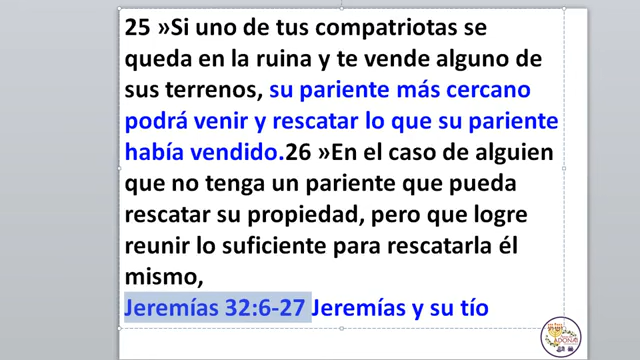 25 »Si uno de tus compatriotas se
queda en la ruina y te vende alguno de
sus terrenos, su pariente más cercano
podrá venir y rescatar lo que su pariente
había vendido.26 »En el caso de alguien
que no tenga un pariente que pueda
rescatar su propiedad, pero que logre
reunir lo suficiente para rescatarla él
mismo,
Jeremías 32:6-27 Jeremías y su tío
ADONAI